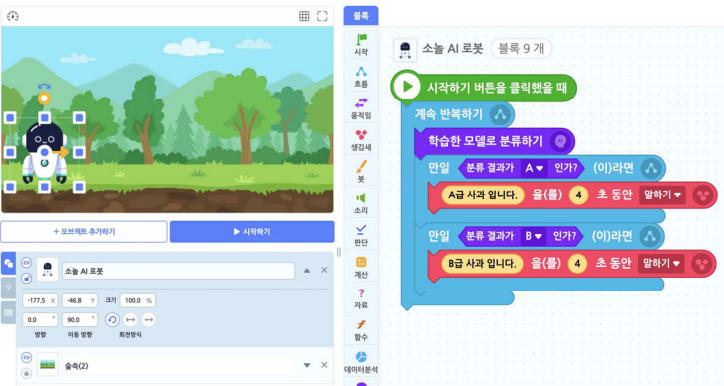 블록
시작
흐름
움직임
생김새
붓
소리
판단
계산
? 자료
함수
데이터분석
소놀 AI 로봇 블록 9 개
시작하기 버튼을 클릭했을 때
계속 반복하기
학습한 모델로 분류하기
만일 분류 결과가 A ▼ 인가? (이)라면
A급 사과 입니다. 을(를) 4 초 동안 말하기 ▼
만일 분류 결과가 B ▼ 인가? (이)라면
B급 사과 입니다. 을(를) 4 초 동안 말하기 ▼
+ 오브젝트 추가하기
▶ 시작하기
소놀 AI 로봇
-177.5 X -46.8 Y 크기 100.0 %
0.0 ° 90.0 °
방향 이동 방향 회전방식
숲속(2)